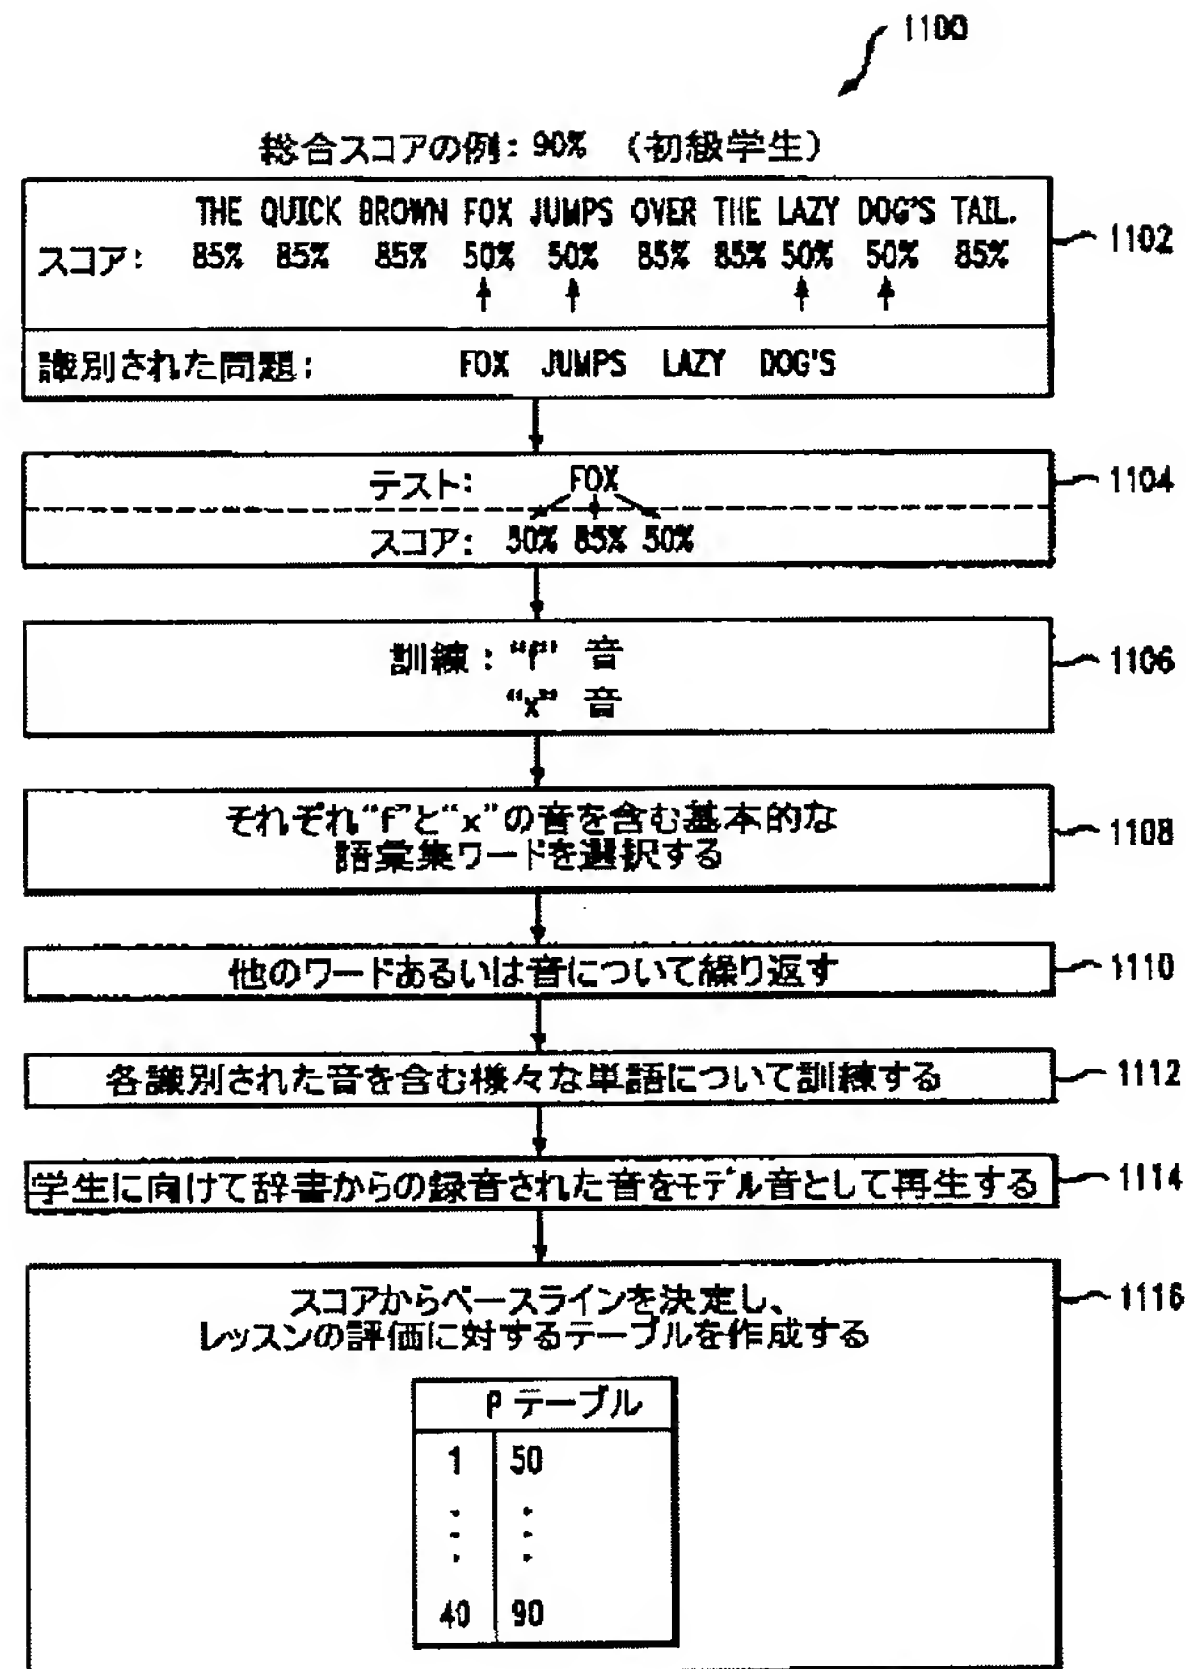 1100
総合スコアの例: 90% (初級学生)
THE QUICK BROWN FOX JUMPS OVER THE LAZY DOG'S TAIL.
スコア: 85% 85% 85% 50% 50% 85% 85% 50% 50% 85%
1102
識別された問題: FOX JUMPS LAZY DOG'S
テスト: FOX
1104
スコア: 50% 85% 50%
訓練: “f” 音
1106
“x” 音
それぞれ“f”と“x”の音を含む基本的な
語彙集ワードを選択する
1108
他のワードあるいは音について繰り返す
1110
各識別された音を含む様々な単語について訓練する
1112
学生に向けて辞書からの録音された音をモデル音として再生する
1114
スコアからベースラインを決定し、
1116
レッスンの評価に対するテーブルを作成する
P テーブル
1 50
40 90